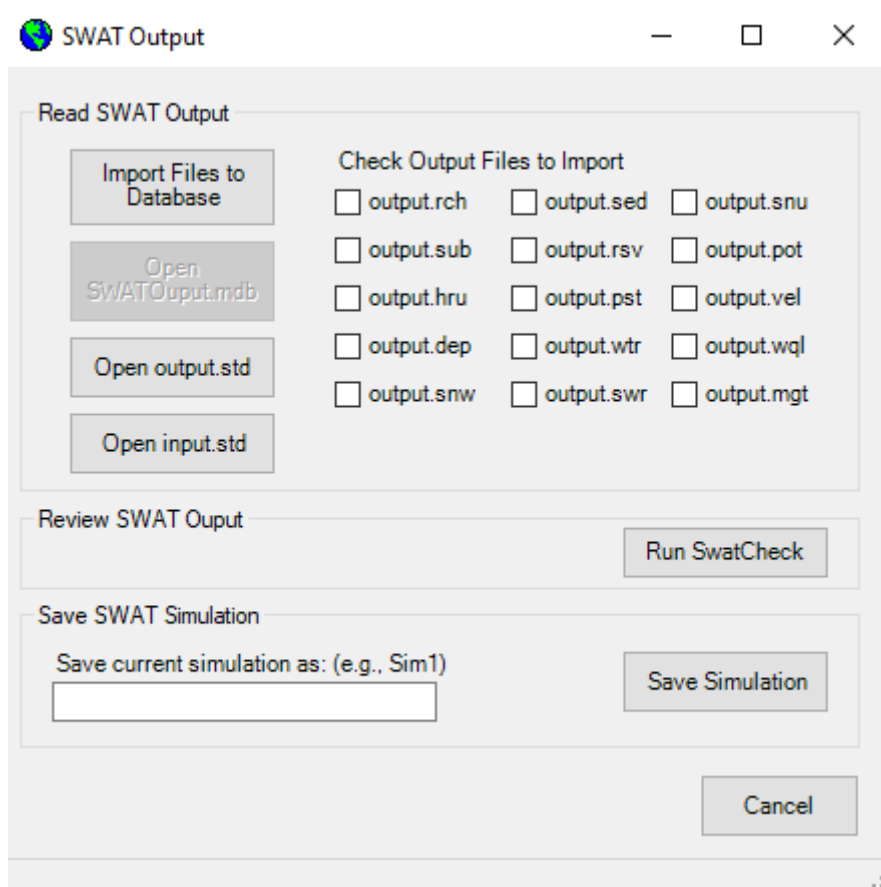 SWAT Output
Read SWAT Output
Import Files to
Database
Open
SWATOuput.mdb
Open output.std
Open input.std
Check Output Files to Import
output.rch output.sed output.snu
output.sub output.rsv output.pot
output.hru output.pst output.vel
output.dep output.wtr output.wql
output.snw output.swr output.mgt
Review SWAT Ouput
Run SwatCheck
Save SWAT Simulation
Save current simulation as: (e.g., Sim1)
Save Simulation
Cancel